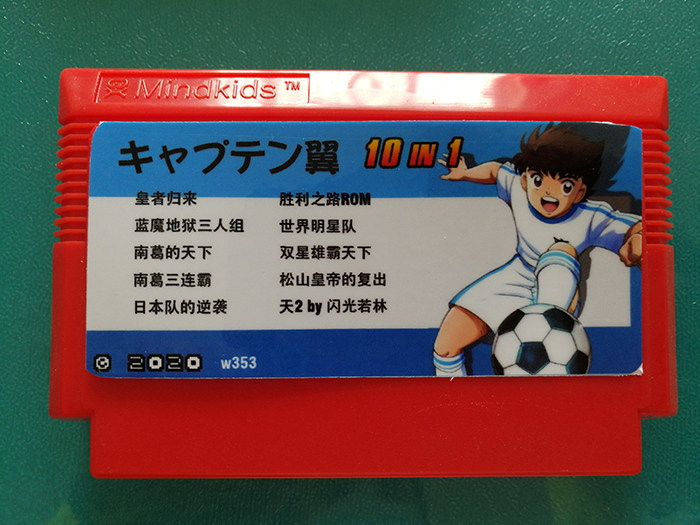 Mindkids™
キャプテン翼 10 IN 1
皇者归来
蓝魔地狱三人组
南葛的天下
南葛三连霸
日本队的逆袭
胜利之路ROM
世界明星队
双星雄霸天下
松山皇帝的复出
天2 by 闪光若林
© 2020 w353